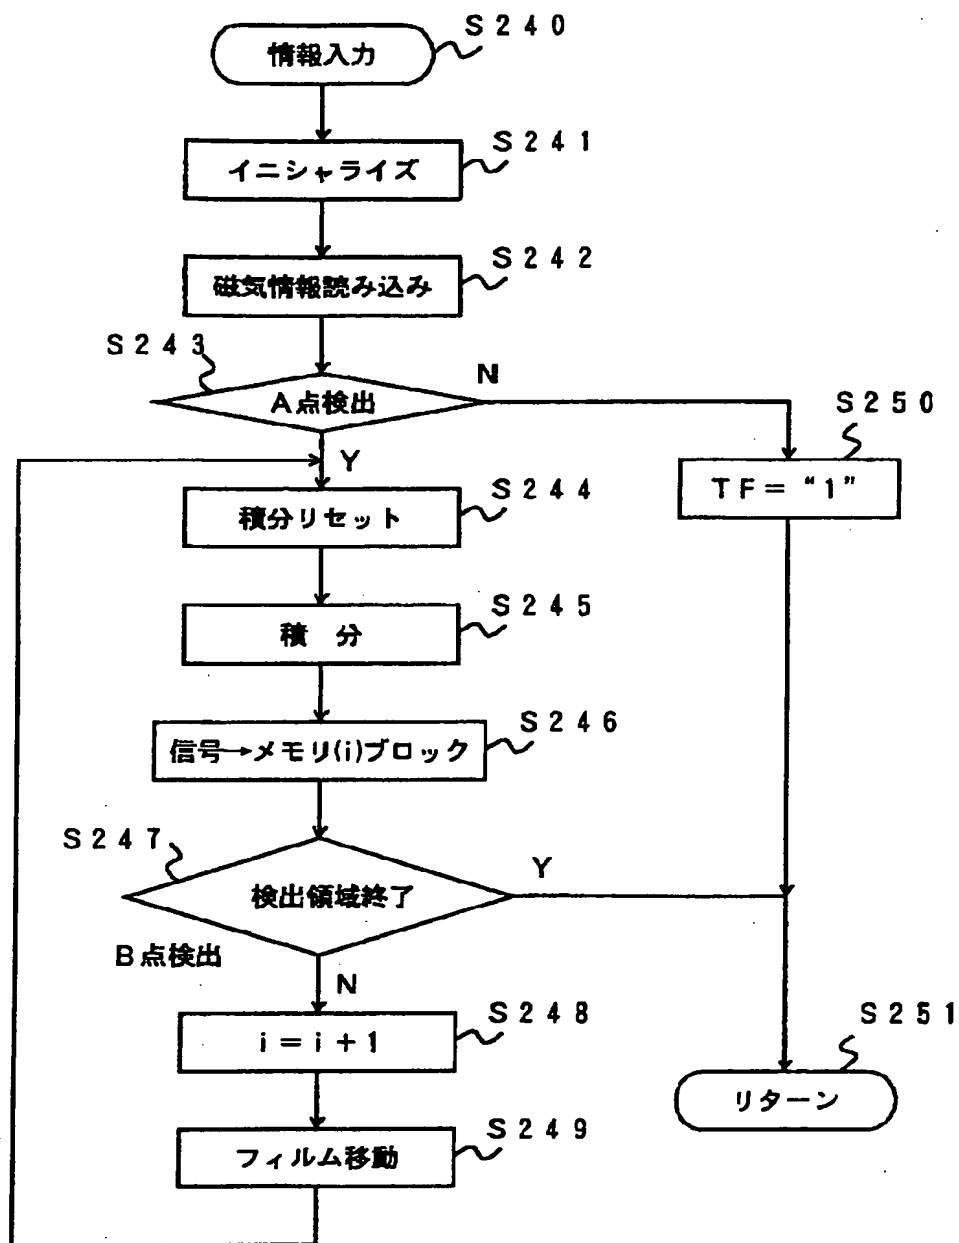 S240
情報入力
S241
イニシャライズ
S242
磁気情報読み込み
S243
A点検出
N
Y
S250
TF="1"
S244
積分リセット
S245
積 分
S246
信号→メモリ(i)ブロック
S247
検出領域終了
Y
B点検出
N
S248
i=i+1
S251
リターン
S249
フィルム移動